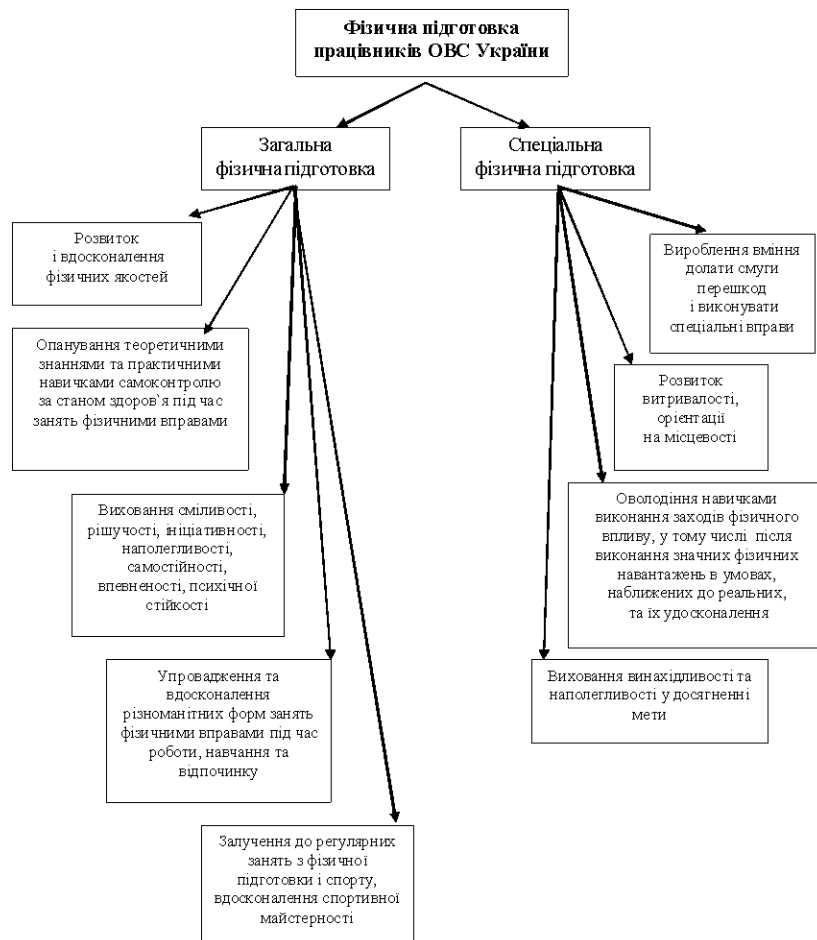 Фізична підготовка
працівників ОВС України
Загальна
фізична підготовка
Спеціальна
фізична підготовка
Розвиток
і вдосконалення
фізичних якостей
Опанування теоретичними
знаннями та практичними
навичками самоконтролю
за станом здоров`я під час
занять фізичними вправами
Виховання сміливості,
рішучості, ініціативності,
наполегливості,
самостійності,
впевненості, психічної
стійкості
Упровадження та
вдосконалення
різноманітних форм занять
фізичними вправами під час
роботи, навчання та
відпочинку
Залучення до регулярних
занять з фізичної
підготовки і спорту,
вдосконалення спортивної
майстерності
Вироблення вміння
долати смуги
перешкод
і виконувати
спеціальні вправи
Розвиток
витривалості,
орієнтації
на місцевості
Оволодіння навичками
виконання заходів фізичного
впливу, у тому числі після
виконання значних фізичних
навантажень в умовах,
наближених до реальних,
та їх удосконалення
Виховання винахідливості та
наполегливості у досягненні
мети